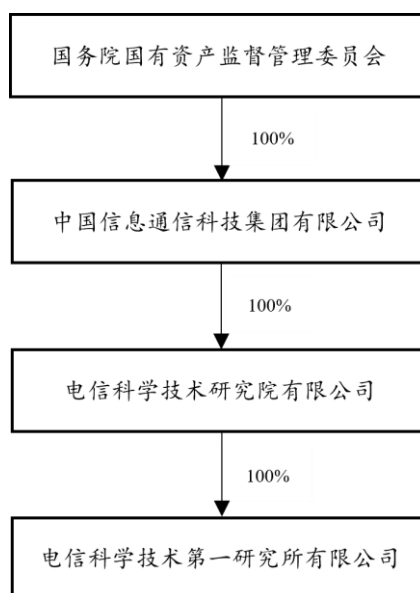 国务院国有资产监督管理委员会
100%
中国信息通信科技集团有限公司
100%
电信科学技术研究院有限公司
100%
电信科学技术第一研究所有限公司